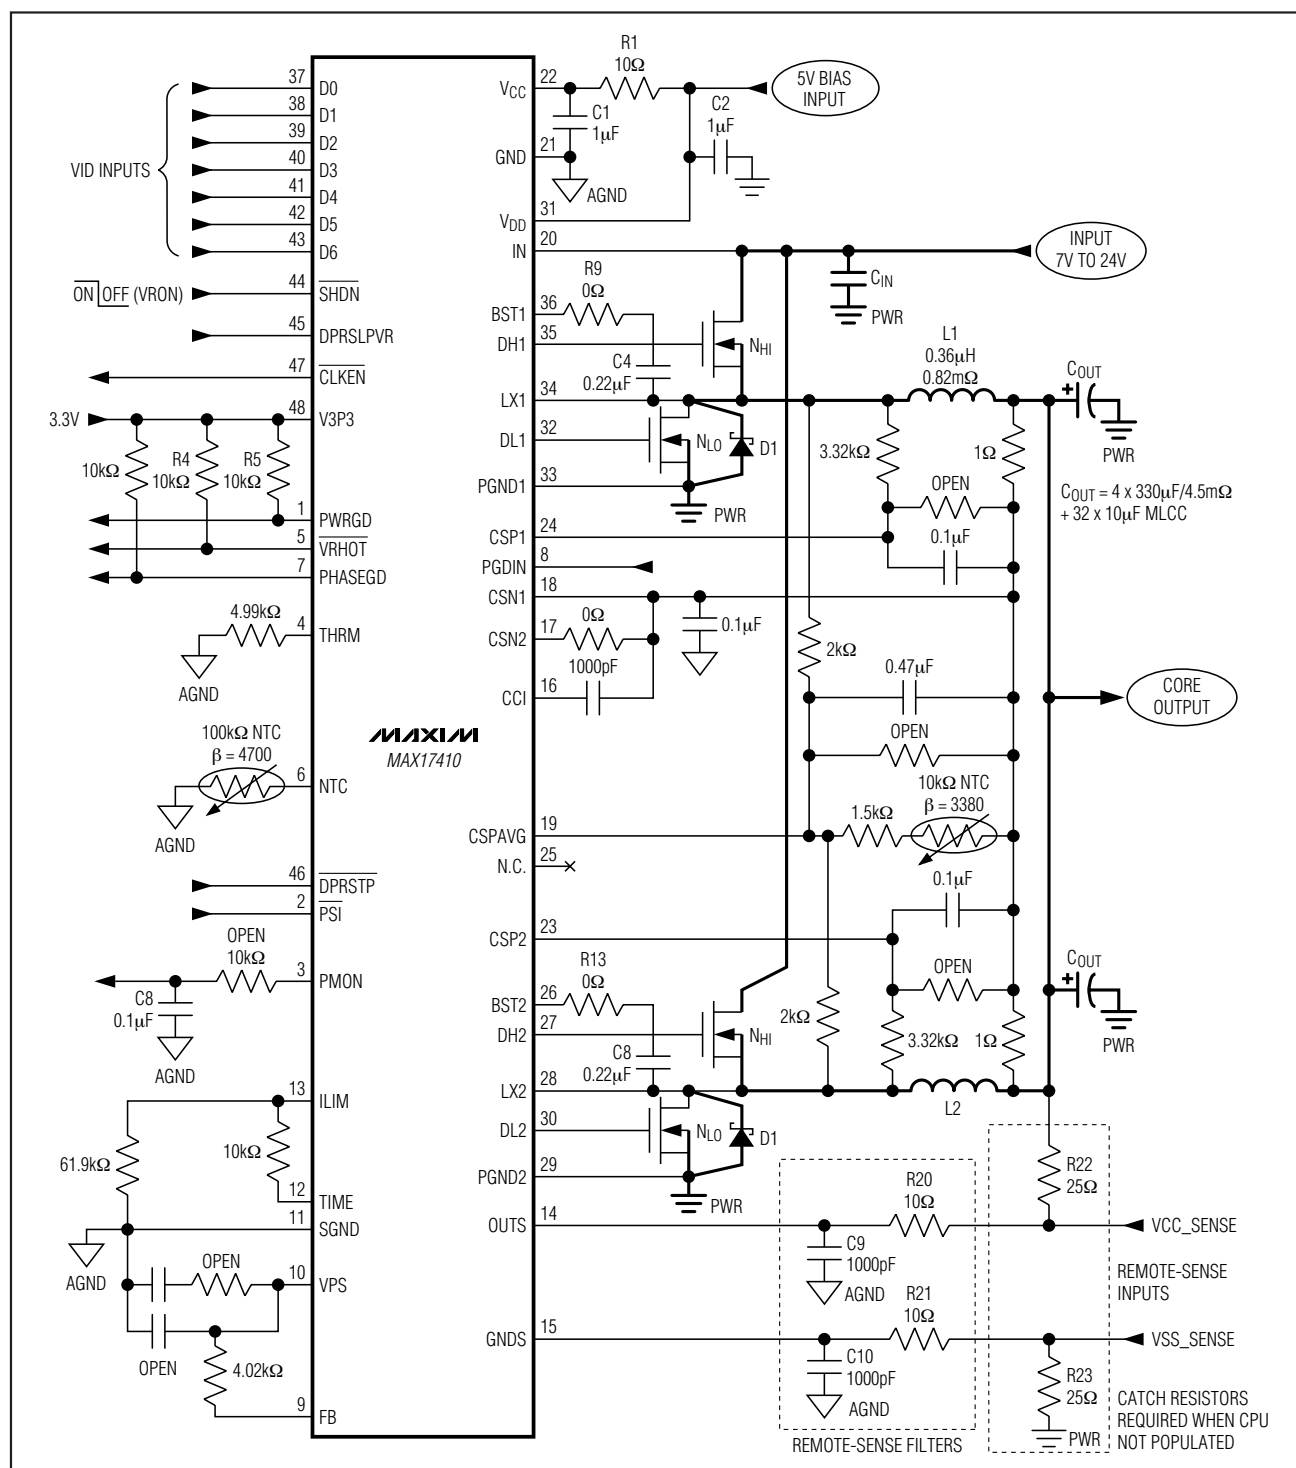 VID INPUTS
37
D0
38
D1
39
D2
40
D3
41
D4
42
D5
43
D6
ON OFF (VRON)
44
SHDN
45
DPRSLPVR
47
CLKEN
3.3V
48
V3P3
10kΩ
R4
10kΩ
R5
10kΩ
1
PWRGD
5
VRHOT
7
PHASEGD
4.99kΩ
4
THRM
AGND
100kΩ NTC
β = 4700
6
NTC
AGND
46
DPRSTP
2
PSI
OPEN
10kΩ
3
PMON
C8
0.1µF
AGND
13
ILIM
61.9kΩ
10kΩ
12
TIME
11
SGND
AGND
OPEN
10
VPS
OPEN
4.02kΩ
9
FB
MAXIM
MAX17410
VCC
22
R1
10Ω
5V BIAS
INPUT
C1
1µF
C2
1µF
GND
21
AGND
VDD
31
IN
20
INPUT
7V TO 24V
CIN
PWR
R9
0Ω
BST1
36
DH1
35
NHI
C4
0.22µF
LX1
34
L1
0.36µH
0.82mΩ
COUT
PWR
DL1
32
NLO
D1
3.32kΩ
1Ω
PGND1
33
PWR
OPEN
COUT = 4 x 330µF/4.5mΩ
+ 32 x 10µF MLCC
CSP1
24
0.1µF
PGDIN
8
CSN1
18
0Ω
0.1µF
CSN2
17
2kΩ
1000pF
CCI
16
0.47µF
CORE
OUTPUT
OPEN
10kΩ NTC
β = 3380
1.5kΩ
CSPAVG
19
N.C.
25
0.1µF
CSP2
23
R13
0Ω
OPEN
COUT
PWR
BST2
26
DH2
27
NHI
2kΩ
3.32kΩ
1Ω
C8
0.22µF
LX2
28
L2
DL2
30
NLO
D1
PGND2
29
PWR
R22
25Ω
R20
10Ω
OUTS
14
VCC_SENSE
C9
1000pF
AGND
REMOTE-SENSE
INPUTS
R21
10Ω
GNDS
15
VSS_SENSE
C10
1000pF
AGND
R23
25Ω
PWR
CATCH RESISTORS
REQUIRED WHEN CPU
NOT POPULATED
REMOTE-SENSE FILTERS